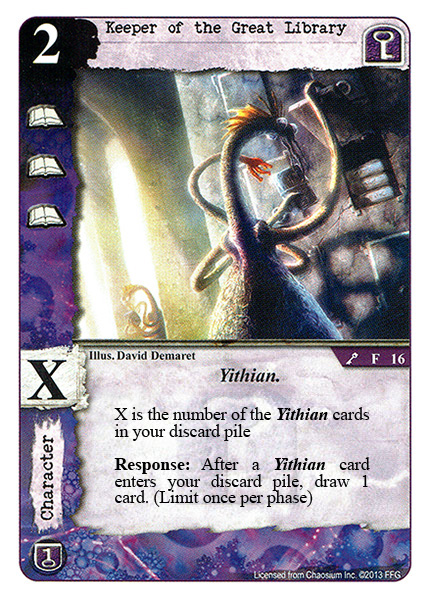 2
Keeper of the Great Library
Illus. David Demaret
F 16
X
Yithian.
X is the number of the Yithian cards
in your discard pile
Response: After a Yithian card
enters your discard pile, draw 1
card. (Limit once per phase)
Character
1
Licensed from Chaosium Inc. ©2013 FFG